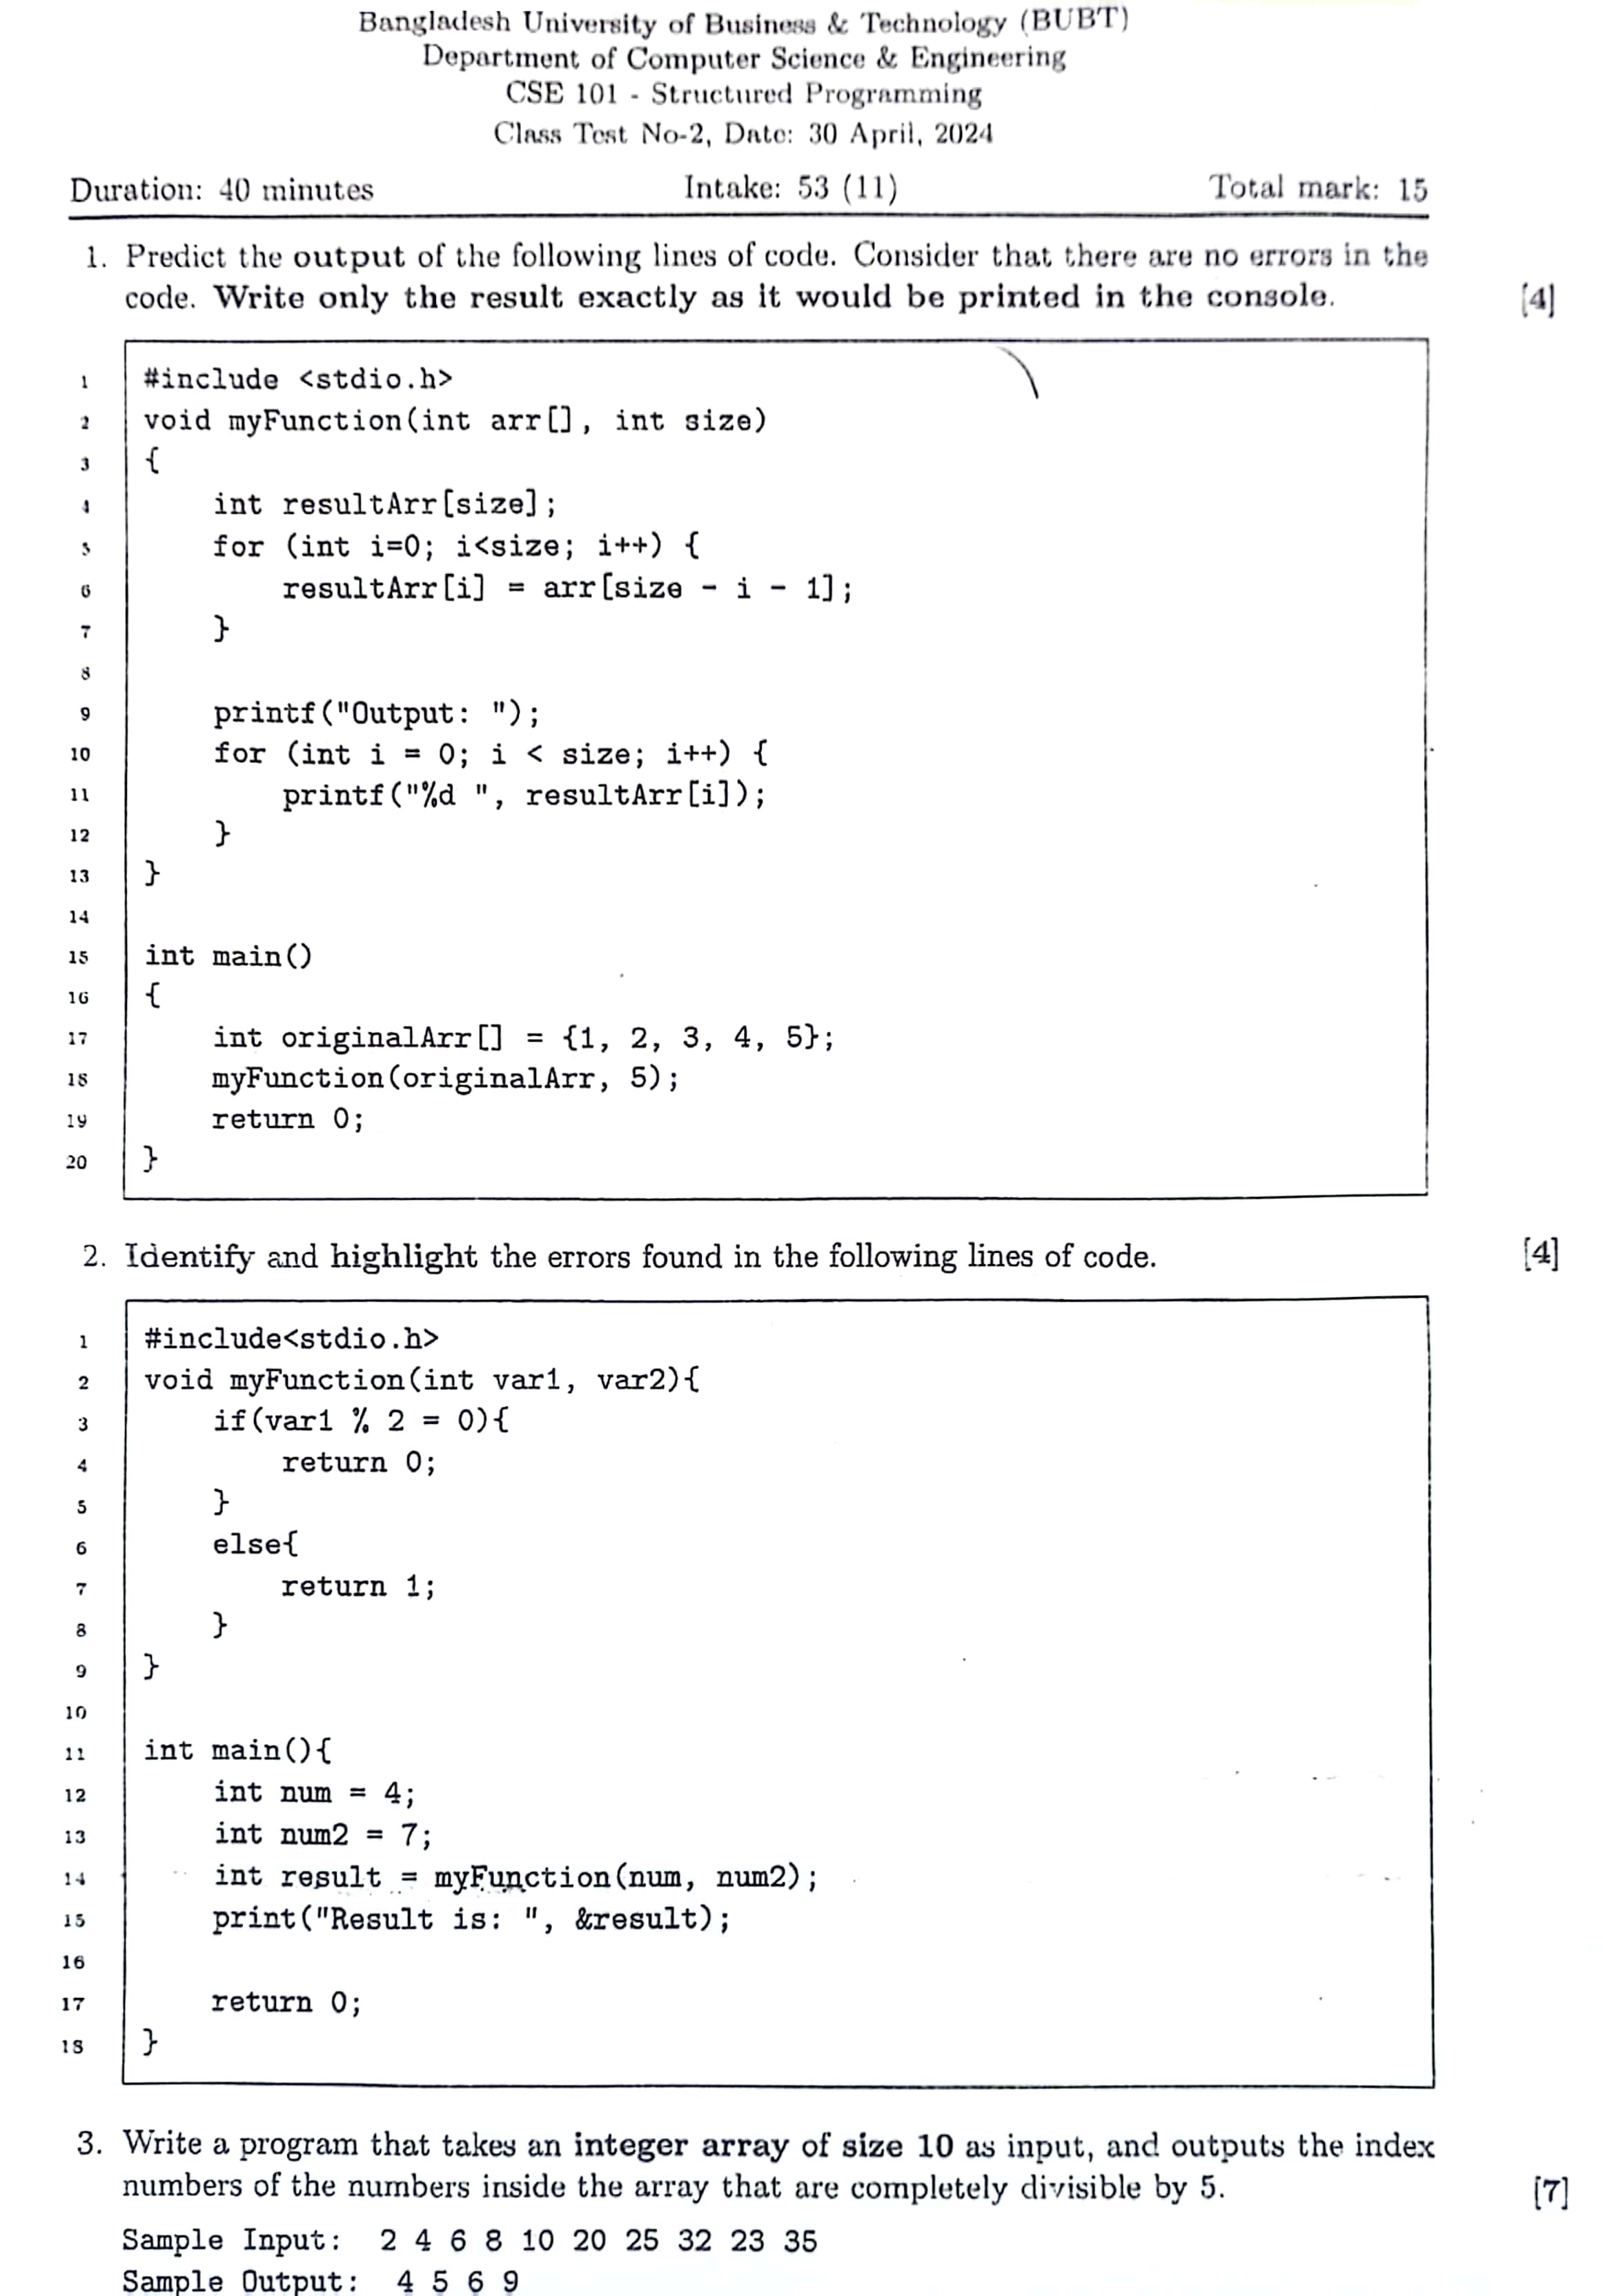 Bangladesh University of Business & Technology (BUBT)
Department of Computer Science & Engineering
CSE 101 - Structured Programming
Class Test No-2, Date: 30 April, 2024
Duration: 40 minutes Intake: 53 (11) Total mark: 15
1. Predict the output of the following lines of code. Consider that there are no errors in the
code. Write only the result exactly as it would be printed in the console. [4]
1 #include <stdio.h>
2 void myFunction(int arr[], int size)
3 {
4 int resultArr[size];
5 for (int i=0; i<size; i++) {
6 resultArr[i] = arr[size - i - 1];
7 }
8
9 printf("Output: ");
10 for (int i = 0; i < size; i++) {
11 printf("%d ", resultArr[i]);
12 }
13 }
14
15 int main()
16 {
17 int originalArr[] = {1, 2, 3, 4, 5};
18 myFunction(originalArr, 5);
19 return 0;
20 }
2. Identify and highlight the errors found in the following lines of code. [4]
1 #include<stdio.h>
2 void myFunction(int var1, var2){
3 if(var1 % 2 = 0){
4 return 0;
5 }
6 else{
7 return 1;
8 }
9 }
10
11 int main(){
12 int num = 4;
13 int num2 = 7;
14 int result = myFunction(num, num2);
15 print("Result is: ", &result);
16
17 return 0;
18 }
3. Write a program that takes an integer array of size 10 as input, and outputs the index
numbers of the numbers inside the array that are completely divisible by 5. [7]
Sample Input: 2 4 6 8 10 20 25 32 23 35
Sample Output: 4 5 6 9